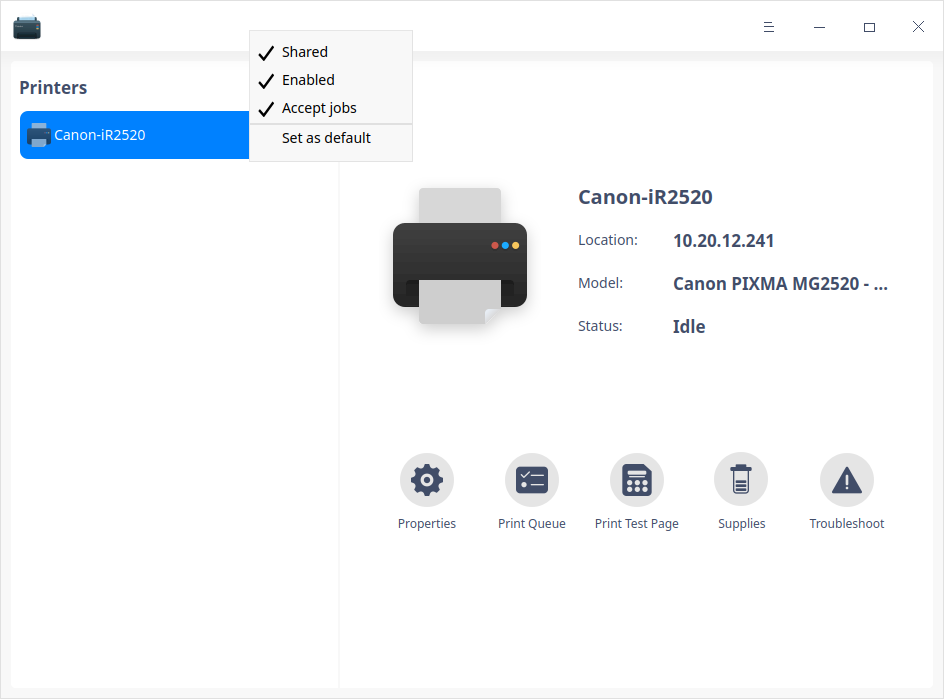 Printers
Canon-iR2520
Shared
Enabled
Accept jobs
Set as default
Canon-iR2520
Location: 10.20.12.241
Model: Canon PIXMA MG2520 - ...
Status: Idle
Properties
Print Queue
Print Test Page
Supplies
Troubleshoot